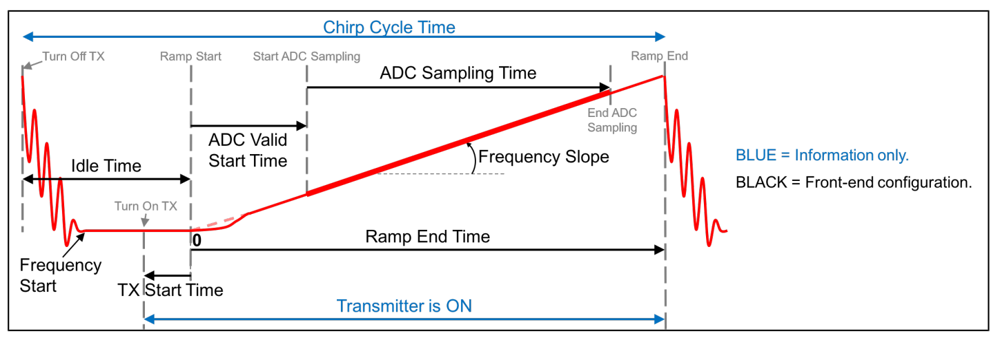 Chirp Cycle Time
Turn Off TX
Ramp Start
Start ADC Sampling
Ramp End
ADC Sampling Time
End ADC
Sampling
ADC Valid
Start Time
Frequency Slope
BLUE = Information only.
BLACK = Front-end configuration.
Idle Time
Turn On TX
0
Ramp End Time
Frequency
Start
TX Start Time
Transmitter is ON